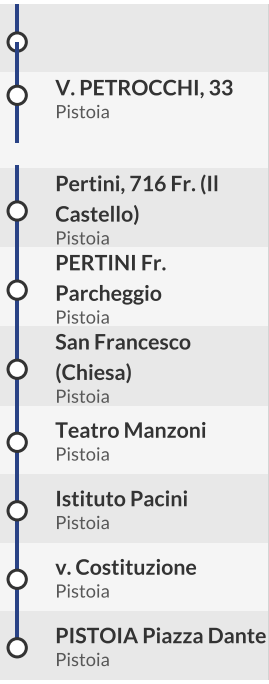 V. PETROCCHI, 33
Pistoia
Pertini, 716 Fr. (Il
Castello)
Pistoia
PERTINI Fr.
Parcheggio
Pistoia
San Francesco
(Chiesa)
Pistoia
Teatro Manzoni
Pistoia
Istituto Pacini
Pistoia
v. Costituzione
Pistoia
PISTOIA Piazza Dante
Pistoia